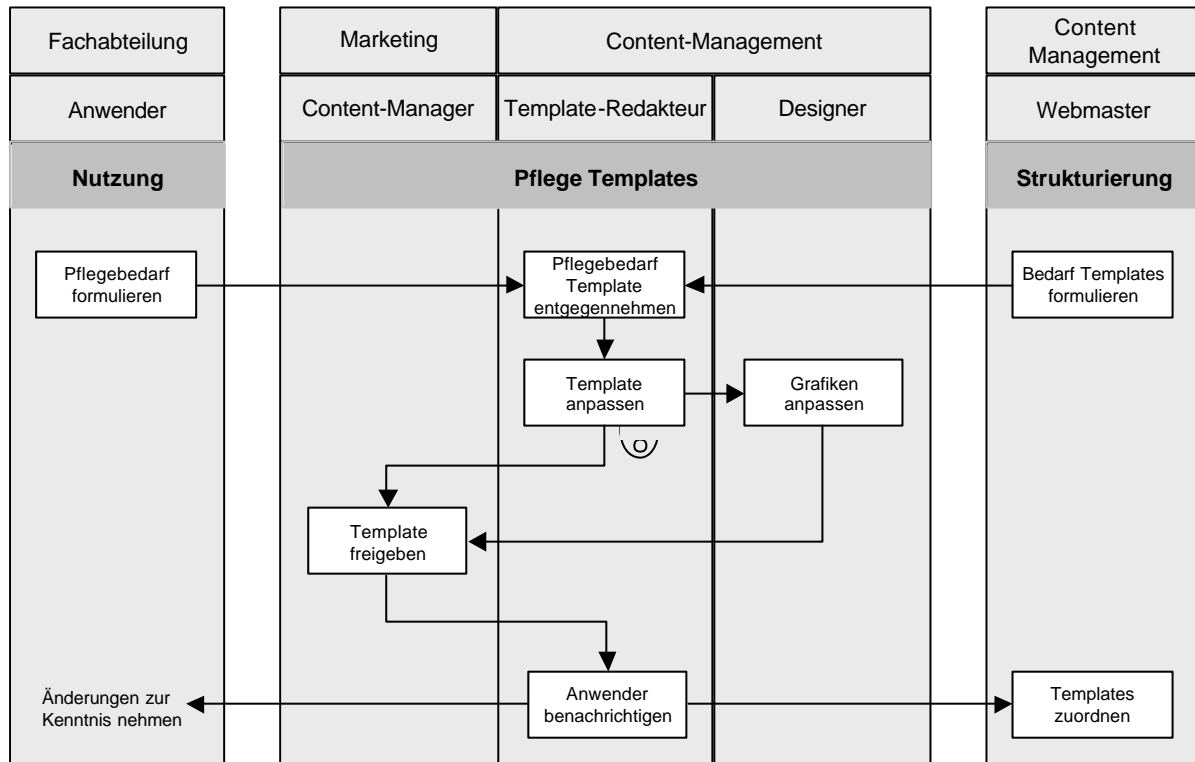 Fachabteilung
Marketing
Content-Management
Content
Management
Anwender
Content-Manager
Template-Redakteur
Designer
Webmaster
Nutzung
Pflege Templates
Strukturierung
Pflegebedarf
formulieren
Pflegebedarf
Template
entgegennehmen
Bedarf Templates
formulieren
Template
anpassen
Grafiken
anpassen
Template
freigeben
Änderungen zur
Kenntnis nehmen
Anwender
benachrichtigen
Templates
zuordnen